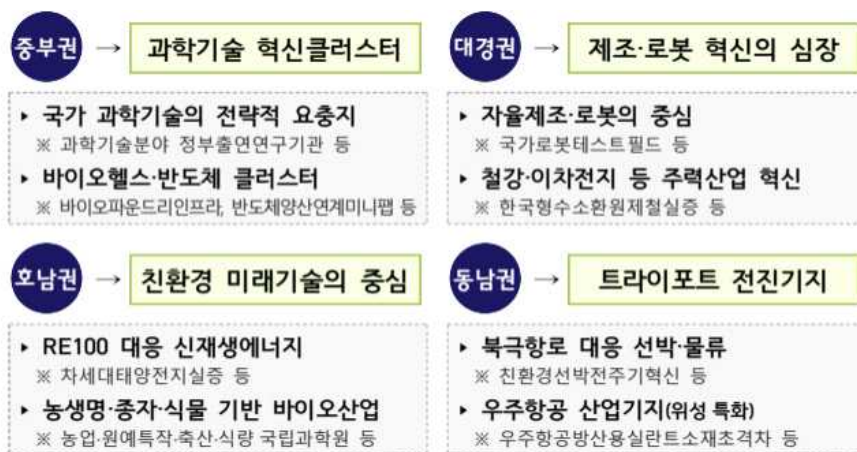 중부권 → 과학기술 혁신클러스터
▸ 국가 과학기술의 전략적 요충지
※ 과학기술분야 정부출연연구기관 등
▸ 바이오헬스·반도체 클러스터
※ 바이오파운드리인프라, 반도체양산연계미니팹 등
대경권 → 제조·로봇 혁신의 심장
▸ 자율제조·로봇의 중심
※ 국가로봇테스트필드 등
▸ 철강·이차전지 등 주력산업 혁신
※ 한국형수소환원제철실증 등
호남권 → 친환경 미래기술의 중심
▸ RE100 대응 신재생에너지
※ 차세대태양전지실증 등
▸ 농생명·종자·식물 기반 바이오산업
※ 농업·원예특작·축산·식량 국립과학원 등
동남권 → 트라이포트 전진기지
▸ 북극항로 대응 선박·물류
※ 친환경선박전주기혁신 등
▸ 우주항공 산업기지(위성 특화)
※ 우주항공방산용실란트소재초격차 등